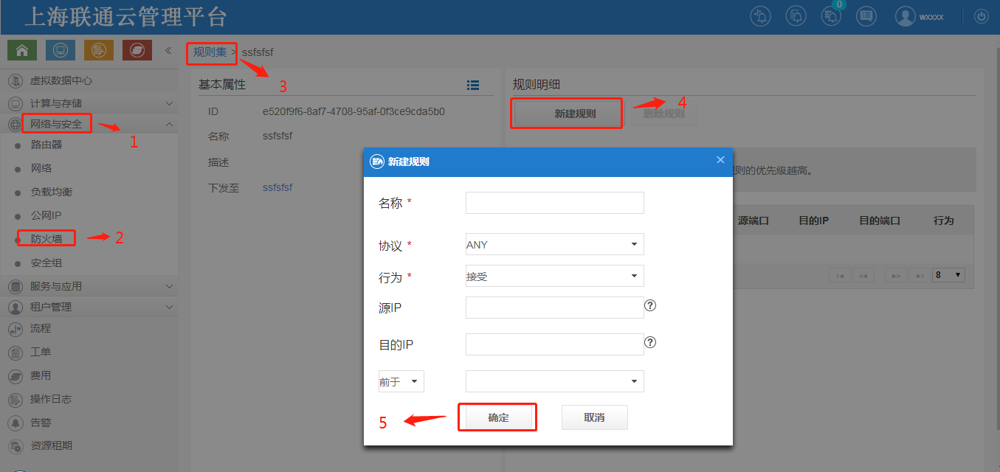 上海联通云管理平台
0
wxxxx
规则集 > ssfsfsf
虚拟数据中心
计算与存储
网络与安全
1
路由器
网络
负载均衡
公网IP
防火墙
2
安全组
服务与应用
租户管理
流程
工单
费用
操作日志
告警
资源租期
3
基本属性
ID e520f9f6-8af7-4708-95af-0f3ce9cda5b0
名称 ssfsfsf
描述
下发至 ssfsfsf
规则明细
新建规则 删除规则
4
则的优先级越高。
源端口 目的IP 目的端口 行为
8
新建规则
名称 *
协议 * ANY
行为 * 接受
源IP ?
目的IP ?
前于
确定 取消
5